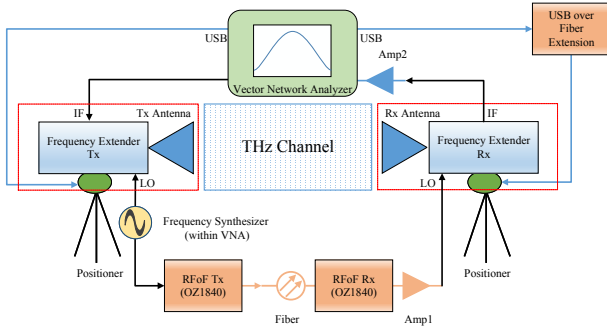 USB
USB
USB over
Fiber
Extension
Amp2
Vector Network Analyzer
IF
Tx Antenna
Rx Antenna
IF
Frequency Extender
Tx
THz Channel
Frequency Extender
Rx
LO
LO
Frequency Synthesizer
(within VNA)
Positioner
Positioner
RFoF Tx
(OZ1840)
RFoF Rx
(OZ1840)
Fiber
Amp1